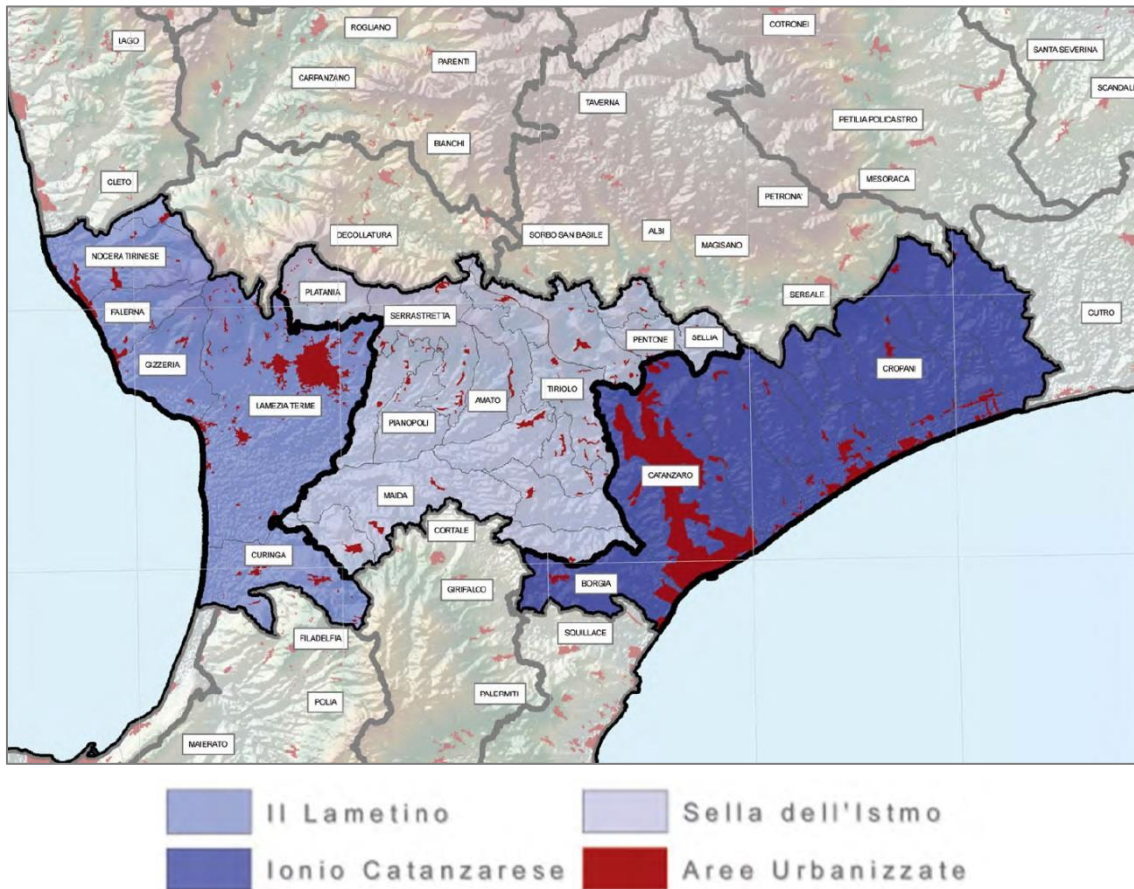 IAGO
ROGLIANO
COTRONEI
SANTA SEVERINA
CARPANZANO
PARENTI
TAVERNA
SCANDALE
PETILIA POLICASTRO
BIANCHI
CLETO
MESORACA
PETRONA'
DECOLLATURA
SORBO SAN BASILE
ALBI
MAGISANO
NOCERA TIRINESE
PLATANIA
SERSALE
FALERNA
SERRASTRETTA
CUTRO
PENTONE
SELLIA
GIZZERIA
CROPANI
TIRIOLO
LAMEZIA TERME
AMATO
PIANOPOLI
CATANZARO
MAIDA
CORTALE
CURINGA
BORGIA
GIRIFALCO
SQUILLACE
FILADELFIA
PALERMITI
POLIA
MAIERATO
Il Lametino
Sella dell'Istmo
Ionio Catanzarese
Aree Urbanizzate